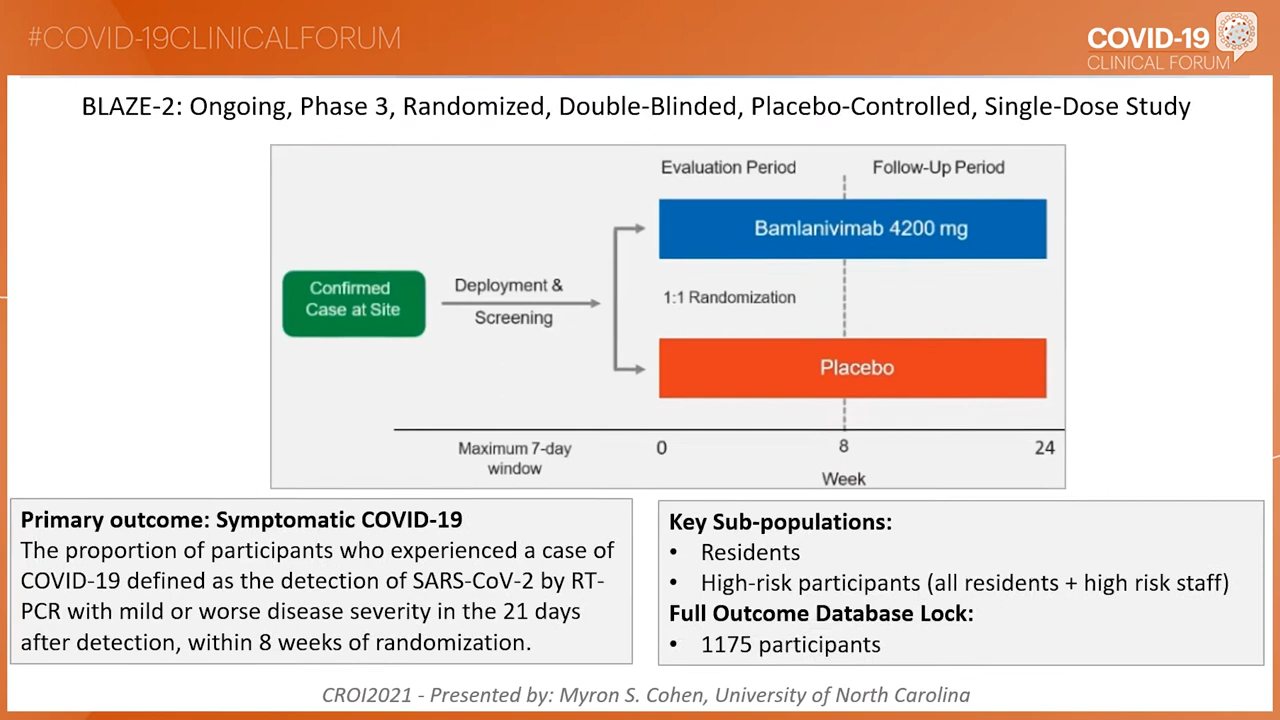 #COVID-19CLINICALFORUM
COVID-19
CLINICAL FORUM
BLAZE-2: Ongoing, Phase 3, Randomized, Double-Blinded, Placebo-Controlled, Single-Dose Study
Evaluation Period
Follow-Up Period
Bamlanivimab 4200 mg
Confirmed
Case at Site
Deployment &
Screening
1:1 Randomization
Placebo
Maximum 7-day
window
0
8
24
Week
Primary outcome: Symptomatic COVID-19
The proportion of participants who experienced a case of
COVID-19 defined as the detection of SARS-CoV-2 by RT-
PCR with mild or worse disease severity in the 21 days
after detection, within 8 weeks of randomization.
Key Sub-populations:
• Residents
• High-risk participants (all residents + high risk staff)
Full Outcome Database Lock:
• 1175 participants
CROI2021 - Presented by: Myron S. Cohen, University of North Carolina